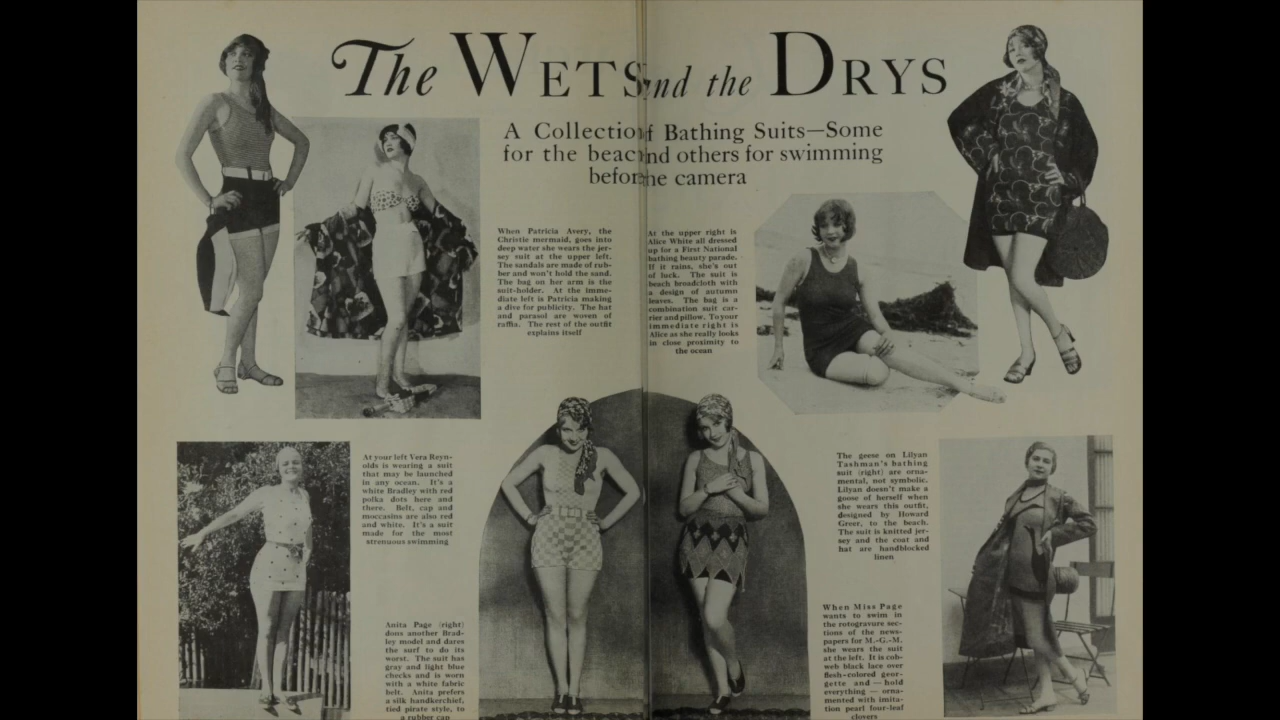 The WETS and the DRYS
A Collection of Bathing Suits—Some
for the beach and others for swimming
before the camera
When Patricia Avery, the
Christie mermaid, goes into
deep water she wears the jer-
sey suit at the upper left.
The sandals are made of rub-
ber and won't hold the sand.
The bag on her arm is the
suit-holder. At the imme-
diate left is Patricia making
a dive for publicity. The hat
and parasol are woven of
raffia. The rest of the outfit
explains itself
At the upper right is
Alice White all dressed
up for a First National
bathing beauty parade.
If it rains, she's out
of luck. The suit is
beach broadcloth with
a design of autumn
leaves. The bag is a
combination suit car-
rier and pillow. To your
immediate right is
Alice as she really looks
in close proximity to
the ocean
At your left Vera Reyn-
olds is wearing a suit
that may be launched
in any ocean. It's a
white Bradley with red
polka dots here and
there. Belt, cap and
moccasins are also red
and white. It's a suit
made for the most
strenuous swimming
The geese on Lilyan
Tashman's bathing
suit (right) are orna-
mental, not symbolic.
Lilyan doesn't make a
goose of herself when
she wears this outfit,
designed by Howard
Greer, to the beach.
The suit is knitted jer-
sey and the coat and
hat are handblocked
linen
Anita Page (right)
dons another Brad-
ley model and dares
the surf to do its
worst. The suit has
gray and light blue
checks and is worn
with a white fabric
belt. Anita prefers
a silk handkerchief,
tied pirate style, to
a rubber cap
When Miss Page
wants to swim in
the rotogravure sec-
tions of the news-
papers for M.-G.-M.
she wears the suit
at the left. It is cob-
web black lace over
flesh-colored geor-
gette and—hold
everything—orna-
mented with imita-
tion pearl four-leaf
clovers